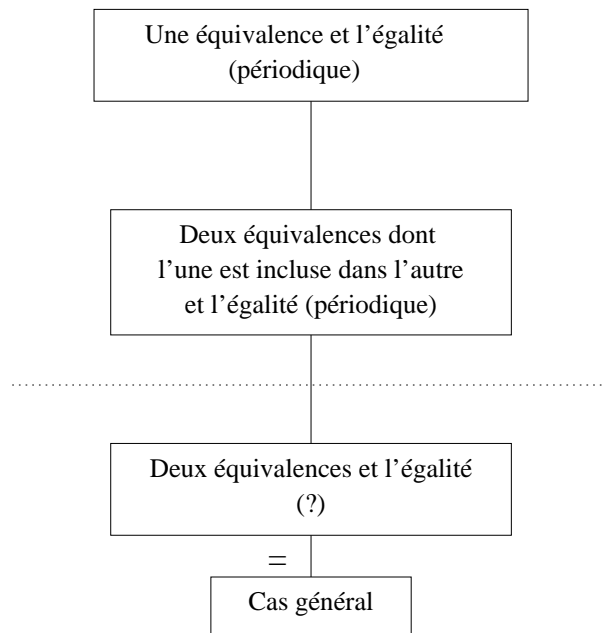 Une équivalence et l'égalité
(périodique)
Deux équivalences dont
l'une est incluse dans l'autre
et l'égalité (périodique)
Deux équivalences et l'égalité
(?)
=
Cas général